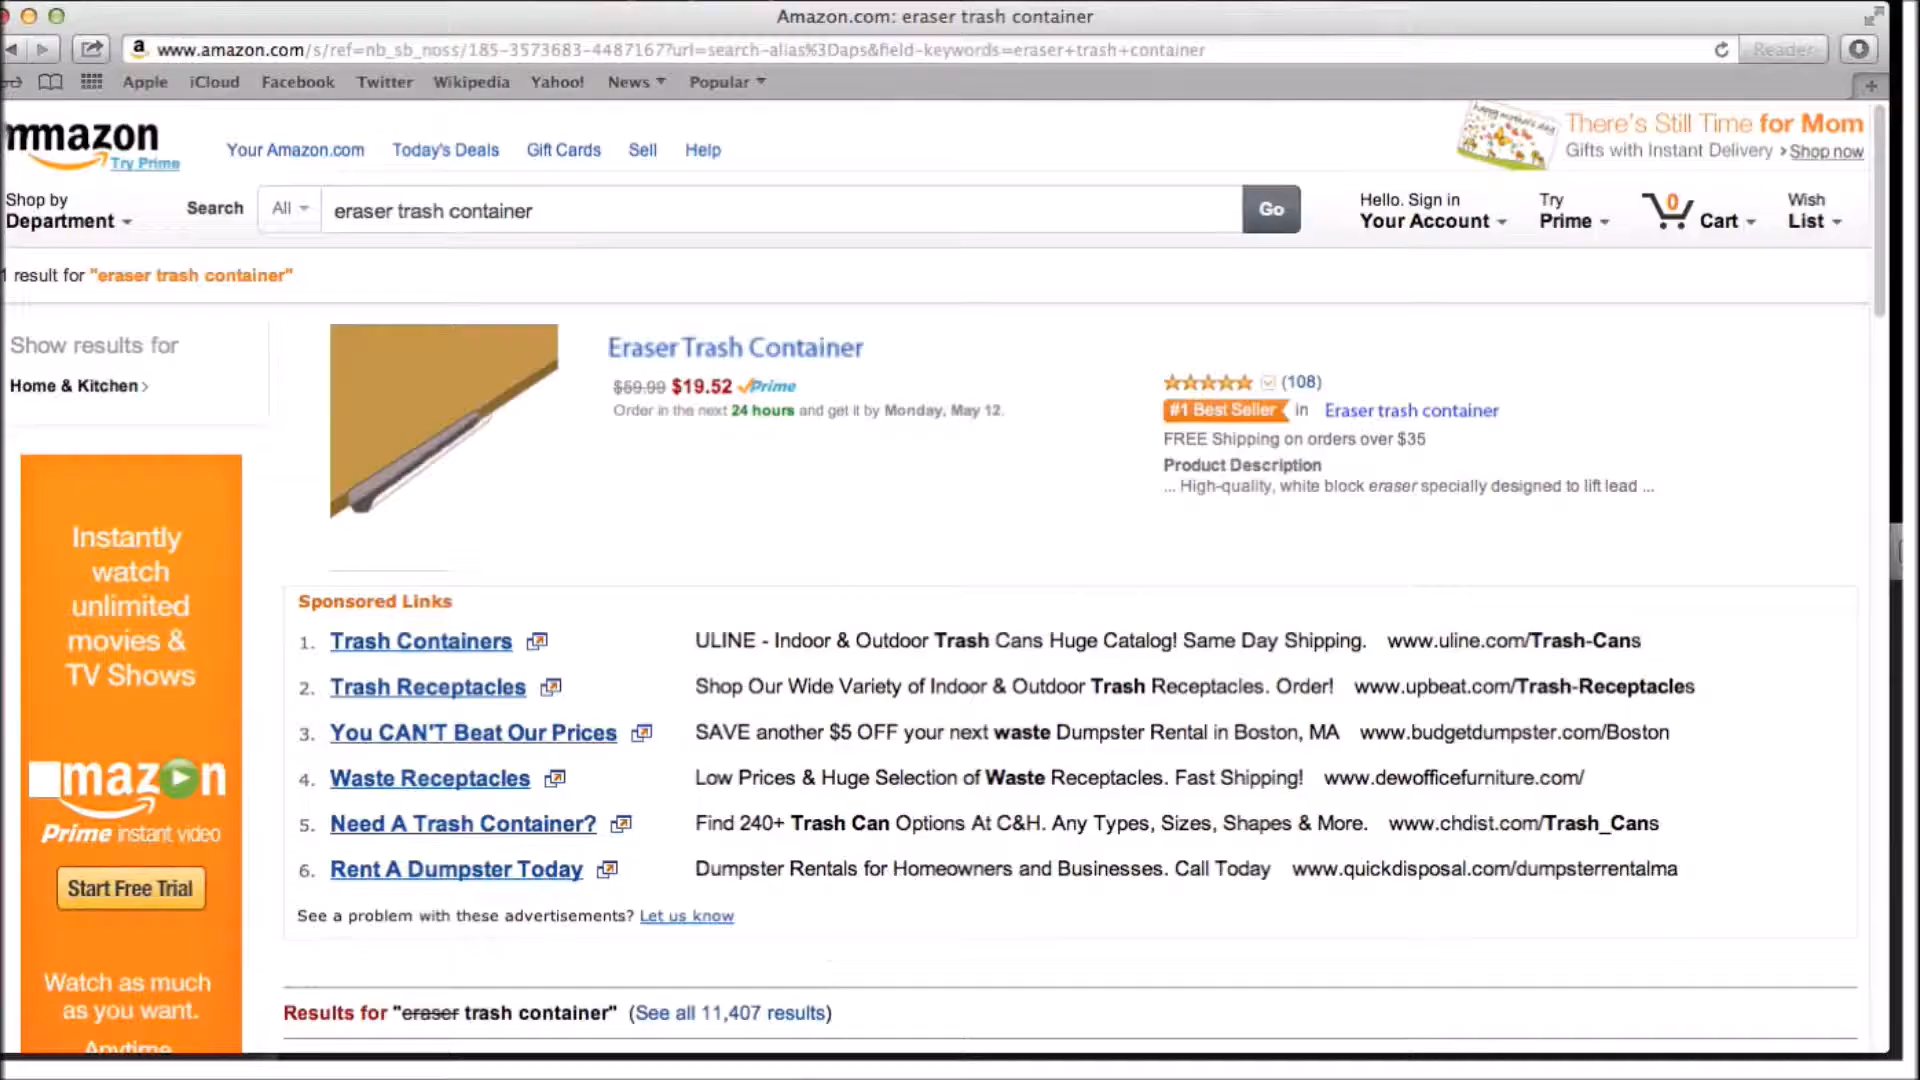 Amazon.com: eraser trash container
www.amazon.com/s/ref=nb_sb_noss/185-3573683-4487167?url=search-alias%3Daps&field-keywords=eraser+trash+container
Reader
Apple iCloud Facebook Twitter Wikipedia Yahoo! News Popular
mmazon
Try Prime
Your Amazon.com Today's Deals Gift Cards Sell Help
There's Still Time for Mom
Gifts with Instant Delivery › Shop now
Shop by
Department
Search All eraser trash container Go
Hello. Sign in
Your Account
Try
Prime
0
Cart
Wish
List
1 result for "eraser trash container"
Show results for
Home & Kitchen ›
Eraser Trash Container
$59.99 $19.52 Prime
Order in the next 24 hours and get it by Monday, May 12.
(108)
#1 Best Seller in Eraser trash container
FREE Shipping on orders over $35
Product Description
... High-quality, white block eraser specially designed to lift lead ...
Instantly
watch
unlimited
movies &
TV Shows
mazon
Prime instant video
Start Free Trial
Watch as much
as you want.
Anytime
Sponsored Links
1. Trash Containers ULINE - Indoor & Outdoor Trash Cans Huge Catalog! Same Day Shipping. www.uline.com/Trash-Cans
2. Trash Receptacles Shop Our Wide Variety of Indoor & Outdoor Trash Receptacles. Order! www.upbeat.com/Trash-Receptacles
3. You CAN'T Beat Our Prices SAVE another $5 OFF your next waste Dumpster Rental in Boston, MA www.budgetdumpster.com/Boston
4. Waste Receptacles Low Prices & Huge Selection of Waste Receptacles. Fast Shipping! www.dewofficefurniture.com/
5. Need A Trash Container? Find 240+ Trash Can Options At C&H. Any Types, Sizes, Shapes & More. www.chdist.com/Trash_Cans
6. Rent A Dumpster Today Dumpster Rentals for Homeowners and Businesses. Call Today www.quickdisposal.com/dumpsterrentalma
See a problem with these advertisements? Let us know
Results for "eraser trash container" (See all 11,407 results)